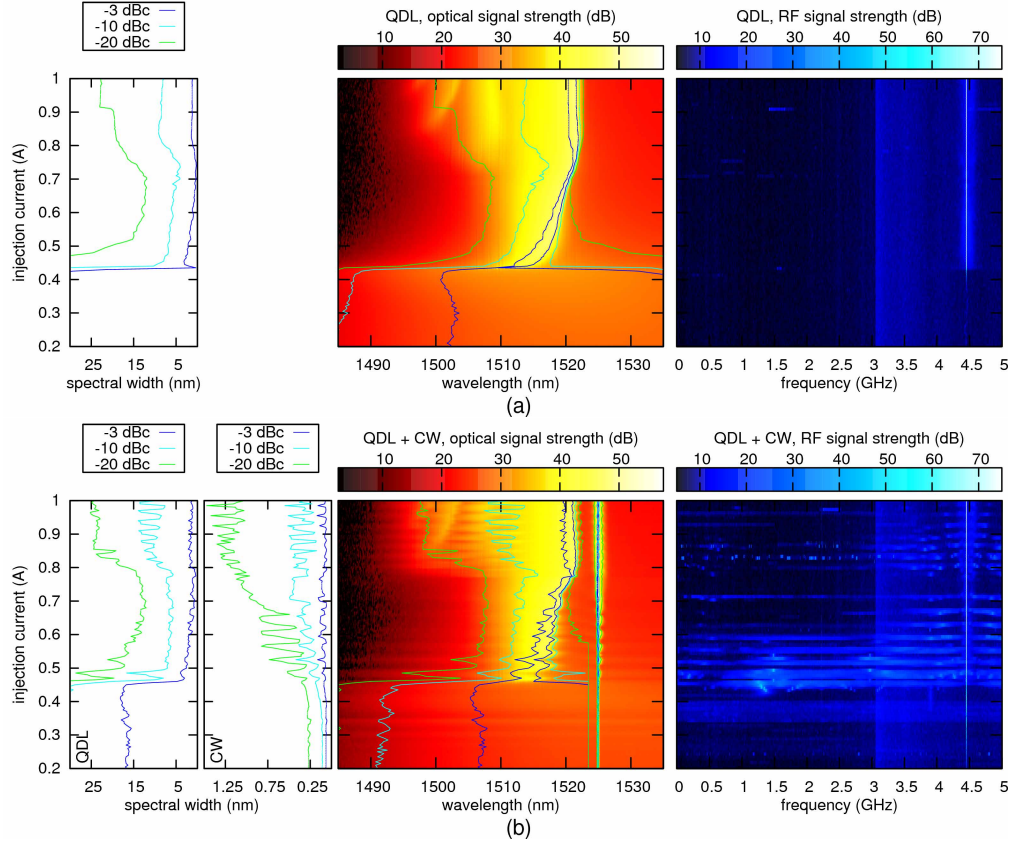 -3 dBc
-10 dBc
-20 dBc
QDL, optical signal strength (dB)
10 20 30 40 50
QDL, RF signal strength (dB)
10 20 30 40 50 60 70
injection current (A)
1
0.9
0.8
0.7
0.6
0.5
0.4
0.3
0.2
25 15 5
spectral width (nm)
1490 1500 1510 1520 1530
wavelength (nm)
0 0.5 1 1.5 2 2.5 3 3.5 4 4.5 5
frequency (GHz)
(a)
-3 dBc
-10 dBc
-20 dBc
-3 dBc
-10 dBc
-20 dBc
QDL + CW, optical signal strength (dB)
10 20 30 40 50
QDL + CW, RF signal strength (dB)
10 20 30 40 50 60 70
injection currrent (A)
1
0.9
0.8
0.7
0.6
0.5
0.4
0.3
0.2
QDL
CW
25 15 5
1.25 0.75 0.25
spectral width (nm)
1490 1500 1510 1520 1530
wavelength (nm)
0 0.5 1 1.5 2 2.5 3 3.5 4 4.5 5
frequency (GHz)
(b)